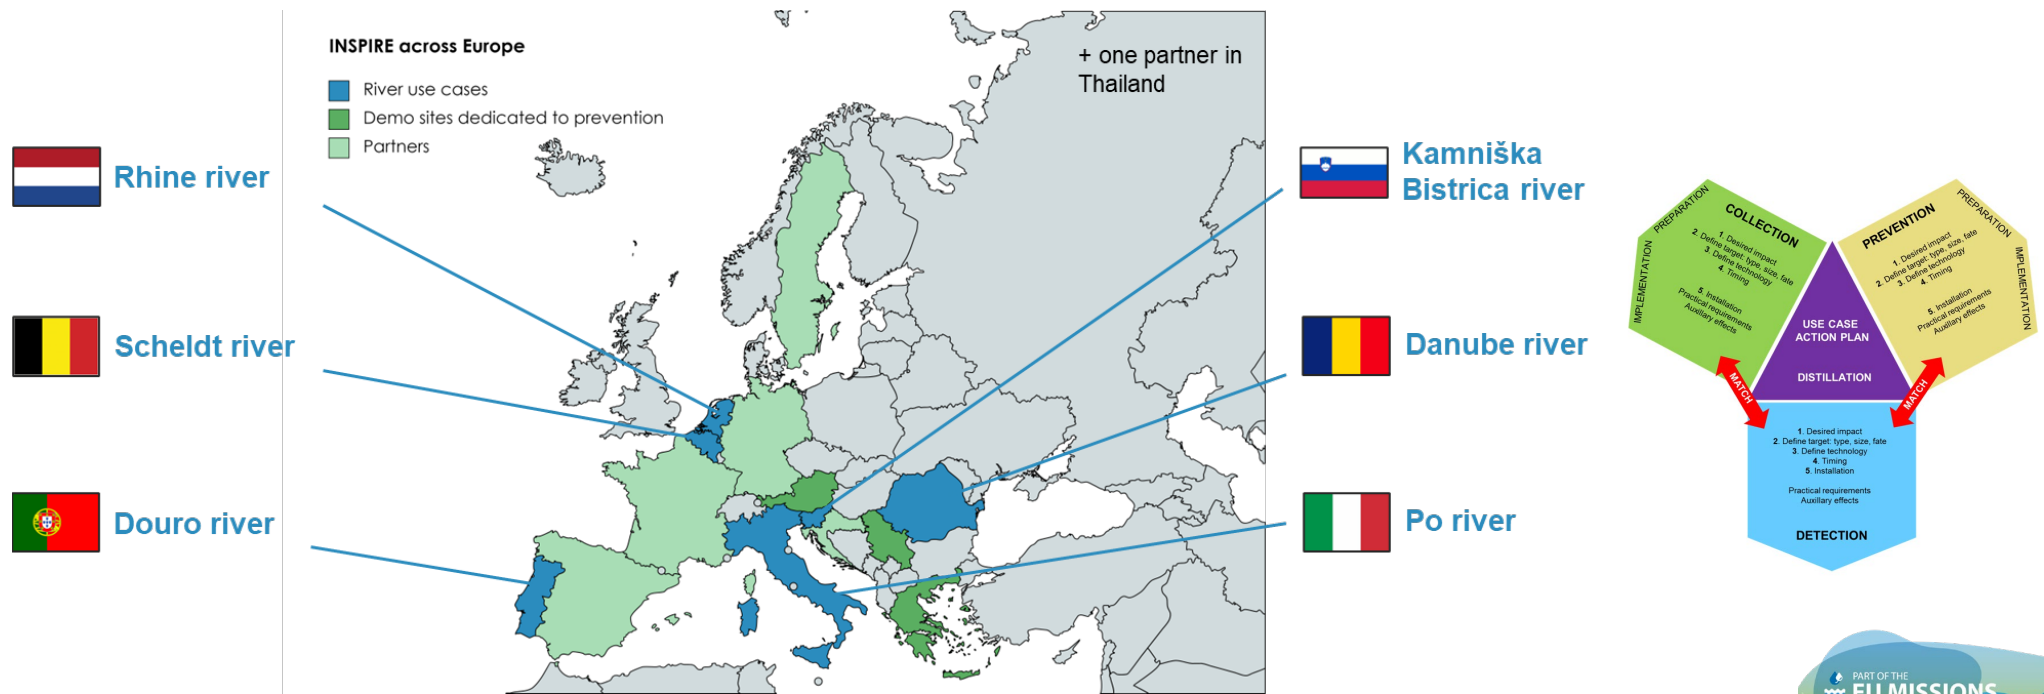 INSPIRE across Europe
River use cases
Demo sites dedicated to prevention
Partners
+ one partner in
Thailand
Rhine river
Scheldt river
Douro river
Kamniška
Bistrica river
Danube river
Po river
PREPARATION
IMPLEMENTATION
COLLECTION
1. Desired impact
2. Define target: type, size, fate
3. Define technology
4. Timing
5. Installation
Practical requirements
Auxillary effects
PREVENTION
PREPARATION
IMPLEMENTATION
1. Desired impact
2. Define target: type, size, fate
3. Define technology
4. Timing
5. Installation
Practical requirements
Auxillary effects
USE CASE
ACTION PLAN
DISTILLATION
MATCH
MATCH
1. Desired impact
2. Define target: type, size, fate
3. Define technology
4. Timing
5. Installation
Practical requirements
Auxillary effects
DETECTION
PART OF THE
EU MISSIONS